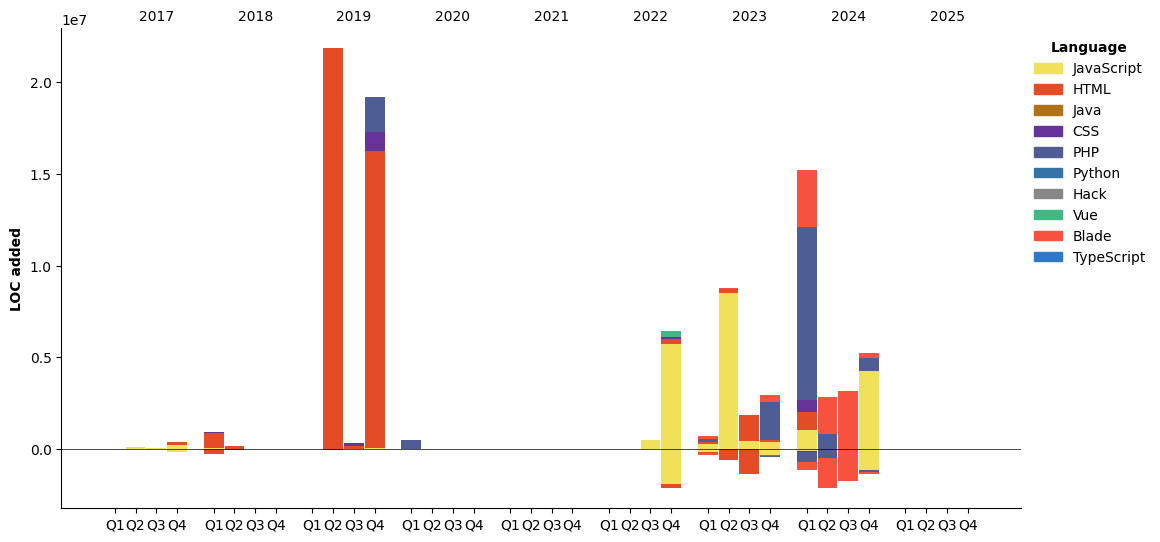 1e7
2017 2018 2019 2020 2021 2022 2023 2024 2025
LOC added
2.0
1.5
1.0
0.5
0.0
Q1 Q2 Q3 Q4 Q1 Q2 Q3 Q4 Q1 Q2 Q3 Q4 Q1 Q2 Q3 Q4 Q1 Q2 Q3 Q4 Q1 Q2 Q3 Q4 Q1 Q2 Q3 Q4 Q1 Q2 Q3 Q4 Q1 Q2 Q3 Q4
Language
JavaScript
HTML
Java
CSS
PHP
Python
Hack
Vue
Blade
TypeScript